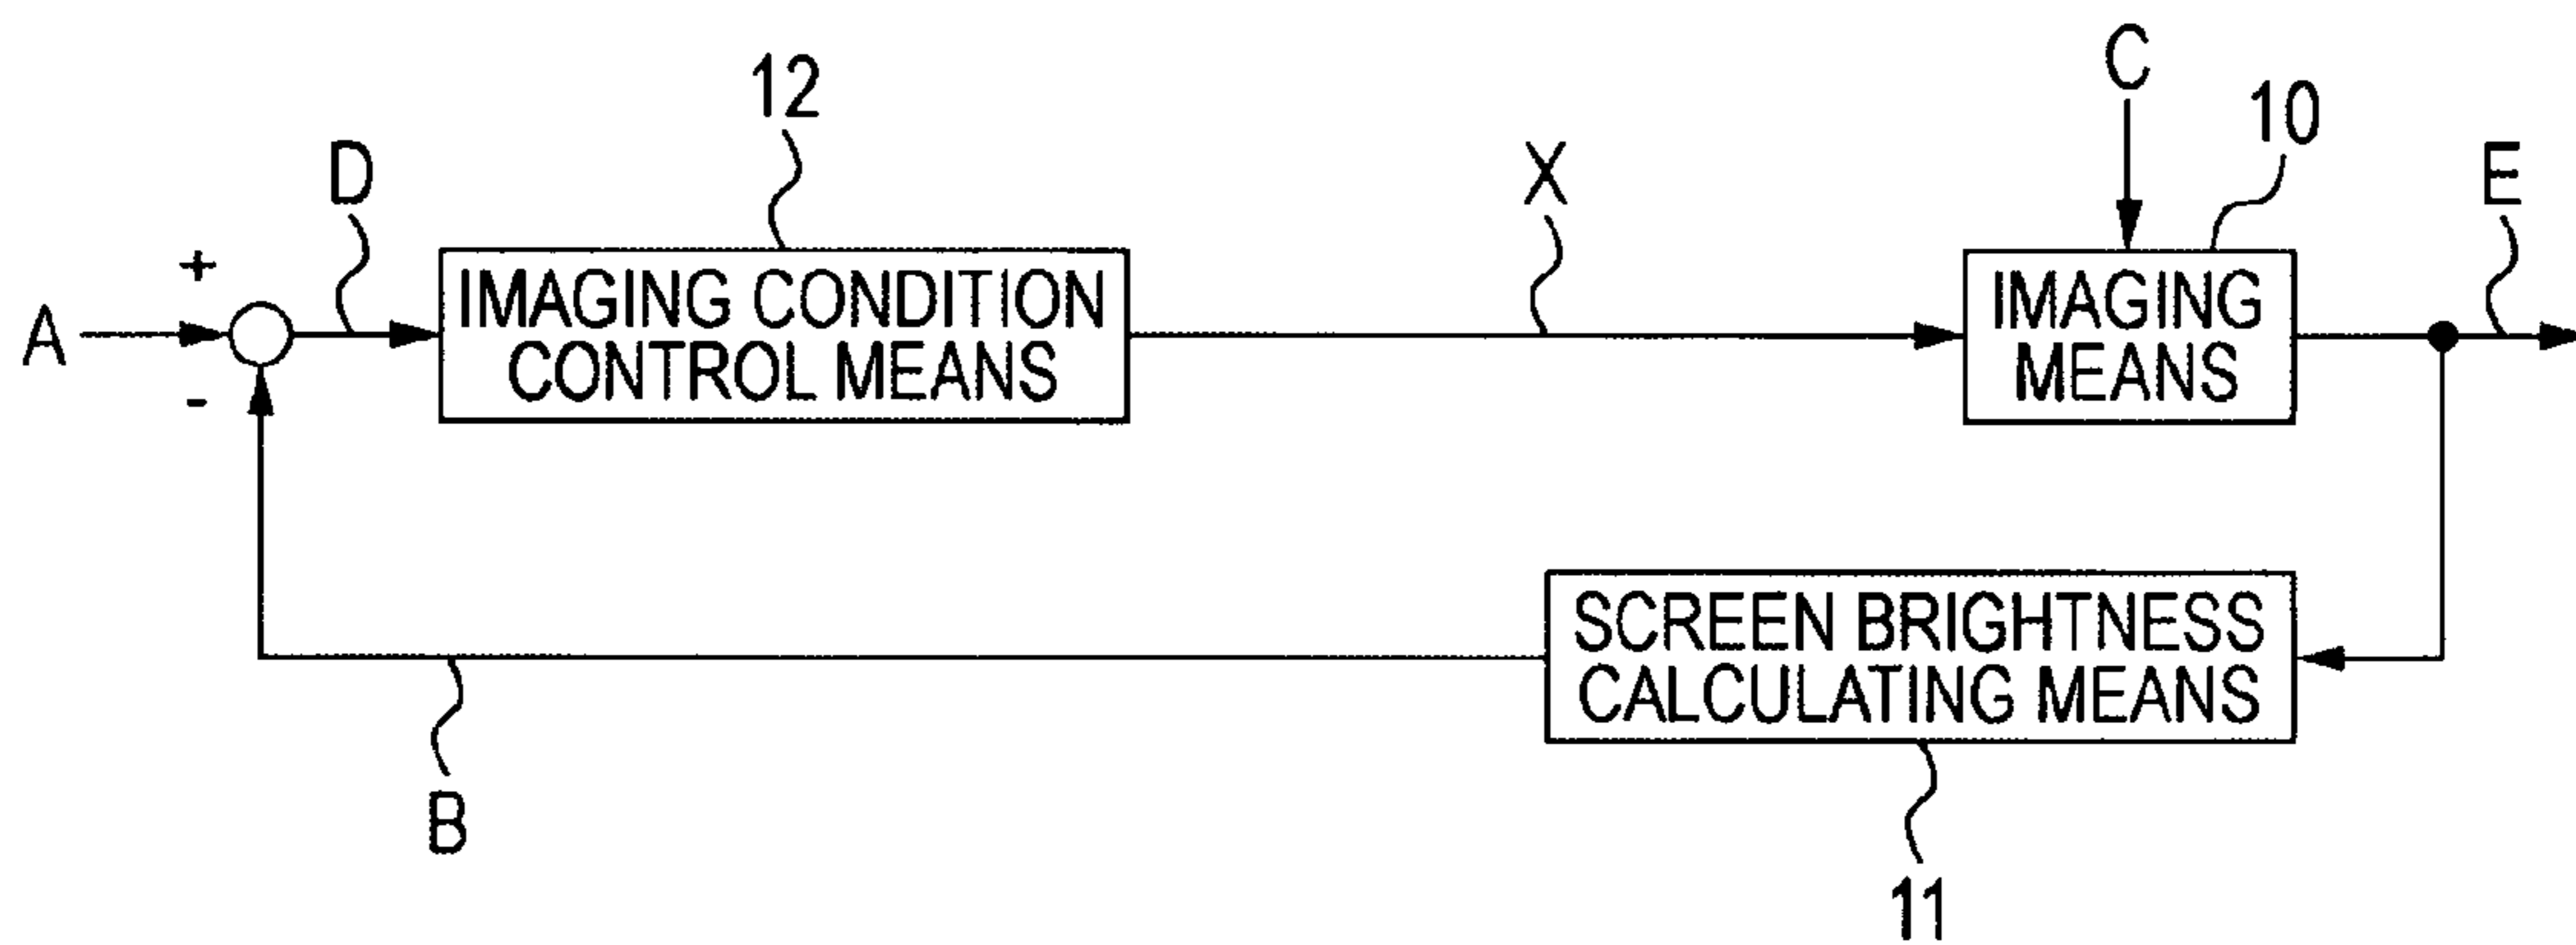 12
C
10
D
X
E
+
A
-
IMAGING CONDITION
CONTROL MEANS
IMAGING
MEANS
SCREEN BRIGHTNESS
CALCULATING MEANS
B
11